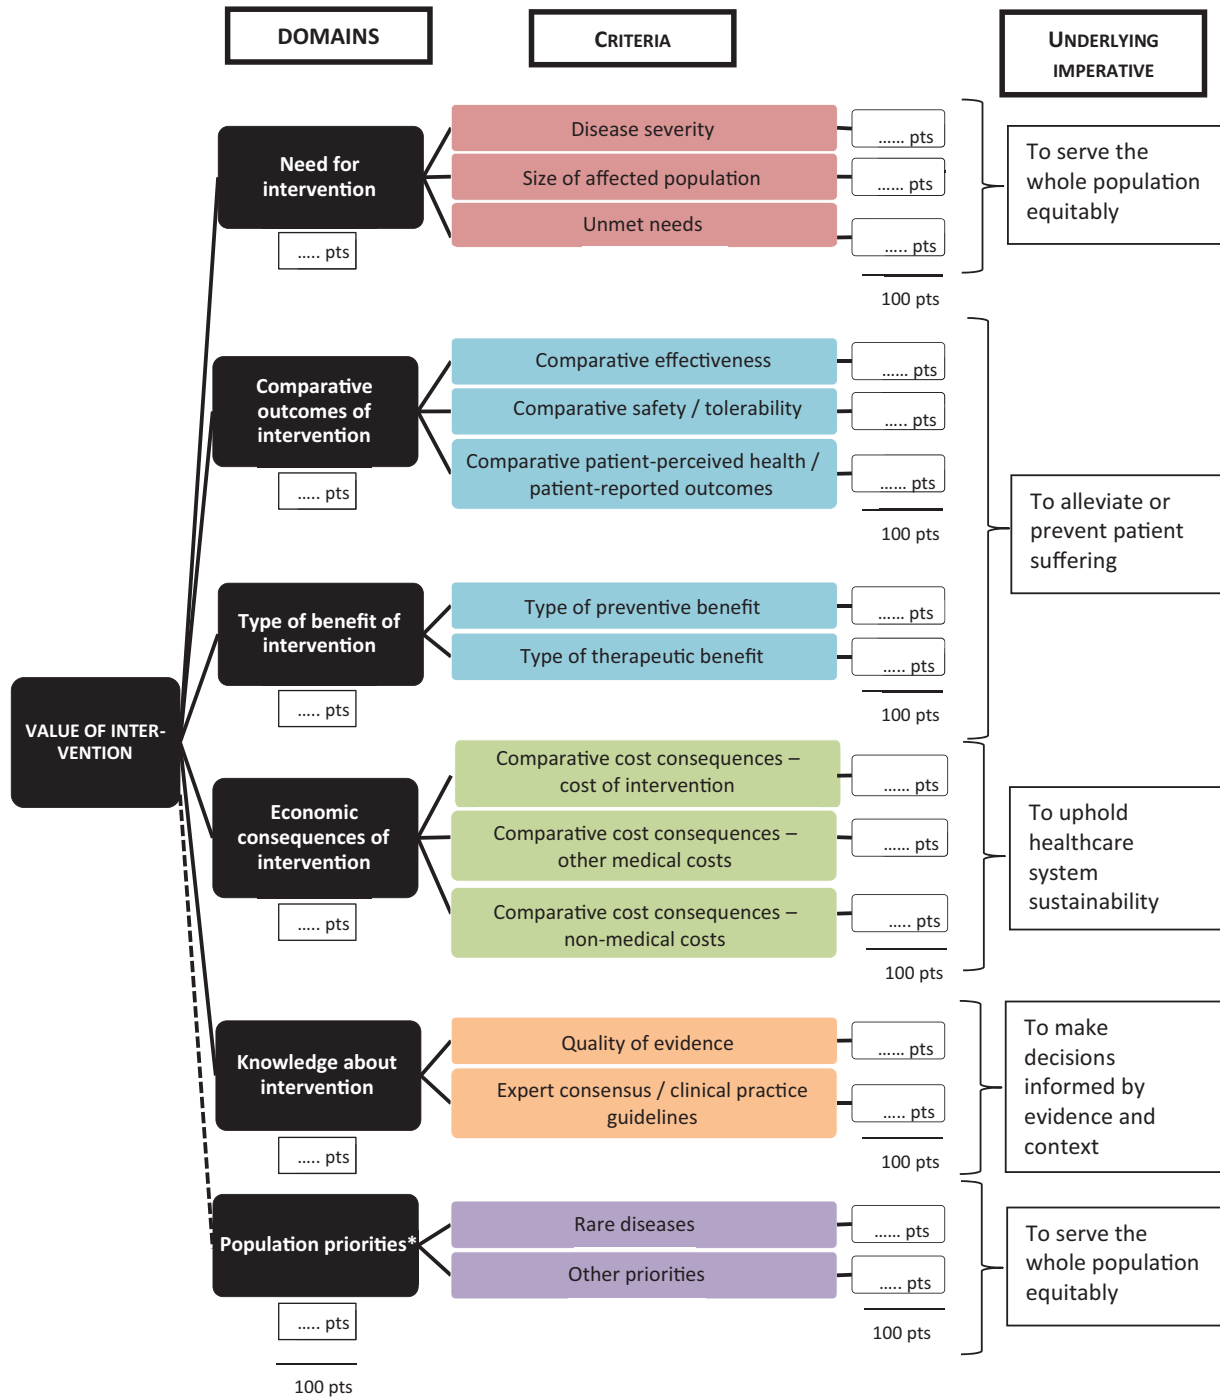 DOMAINS
CRITERIA
UNDERLYING
IMPERATIVE
Need for
intervention
..... pts
Disease severity
...... pts
Size of affected population
...... pts
Unmet needs
..... pts
100 pts
To serve the
whole population
equitably
Comparative
outcomes of
intervention
..... pts
Comparative effectiveness
...... pts
Comparative safety / tolerability
..... pts
Comparative patient-perceived health /
patient-reported outcomes
...... pts
100 pts
To alleviate or
prevent patient
suffering
Type of benefit of
intervention
..... pts
Type of preventive benefit
...... pts
Type of therapeutic benefit
..... pts
100 pts
VALUE OF INTER-
VENTION
Economic
consequences of
intervention
..... pts
Comparative cost consequences –
cost of intervention
...... pts
Comparative cost consequences –
other medical costs
...... pts
Comparative cost consequences –
non-medical costs
..... pts
100 pts
To uphold
healthcare
system
sustainability
Knowledge about
intervention
..... pts
Quality of evidence
...... pts
Expert consensus / clinical practice
guidelines
..... pts
100 pts
To make
decisions
informed by
evidence and
context
Population priorities*
..... pts
100 pts
Rare diseases
...... pts
Other priorities
..... pts
100 pts
To serve the
whole population
equitably